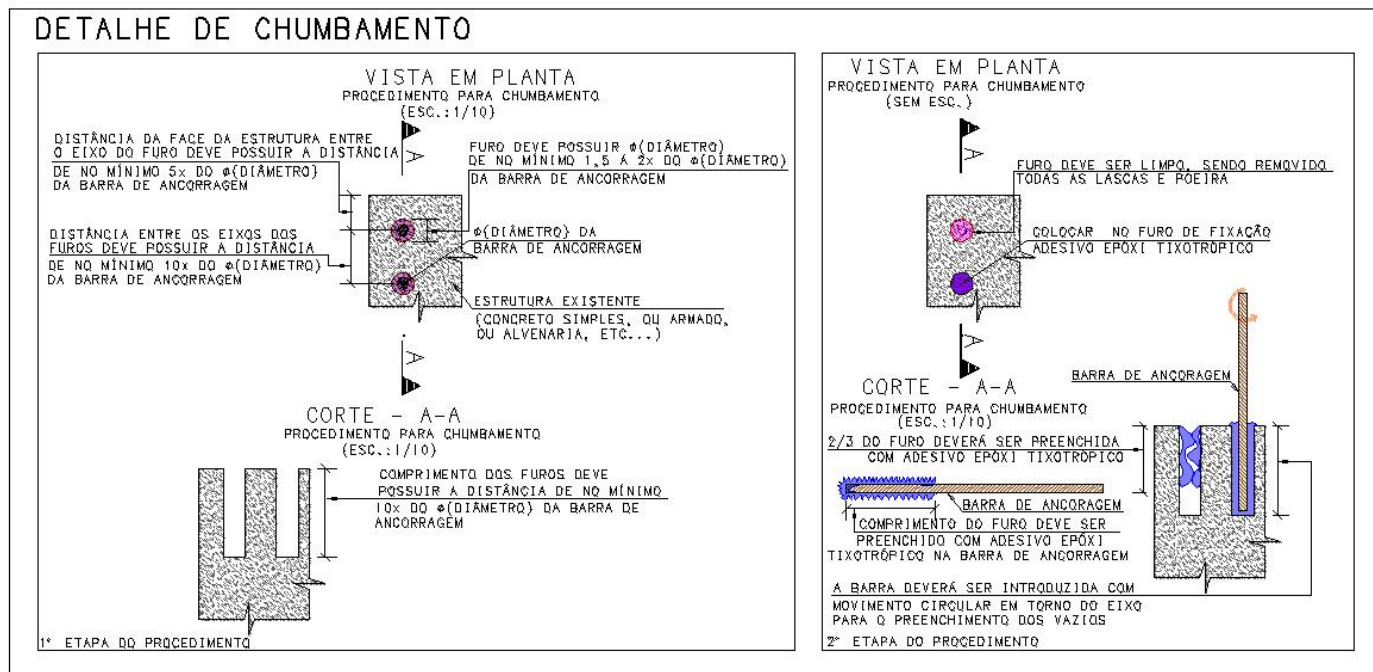 DETALHE DE CHUMBAMENTO
VISTA EM PLANTA
PROCEDIMENTO PARA CHUMBAMENTO
(ESC.:1/10)
DISTÂNCIA DA FACE DA ESTRUTURA ENTRE
O EIXO DO FURO DEVE POSSUIR A DISTÂNCIA
DE NO MÍNIMO 5x DO φ(DIÂMETRO)
DA BARRA DE ANCORRAGEM
A
FURO DEVE POSSUIR φ(DIÂMETRO)
DE NO MÍNIMO 1,5 A 2x DO φ(DIÂMETRO)
DA BARRA DE ANCORRAGEM
DISTÂNCIA ENTRE OS EIXOS DOS
FUROS DEVE POSSUIR A DISTÂNCIA
DE NO MÍNIMO 10x DO φ(DIÂMETRO)
DA BARRA DE ANCORRAGEM
φ(DIÂMETRO) DA
BARRA DE ANCORRAGEM
ESTRUTURA EXISTENTE
(CONCRETO SIMPLES, OU ARMADO,
OU ALVENARIA, ETC...)
A
CORTE - A-A
PROCEDIMENTO PARA CHUMBAMENTO
(ESC.:1/10)
COMPRIMENTO DOS FUROS DEVE
POSSUIR A DISTÂNCIA DE NO MÍNIMO
10x DO φ(DIÂMETRO) DA BARRA DE
ANCORRAGEM
1° ETAPA DO PROCEDIMENTO
VISTA EM PLANTA
PROCEDIMENTO PARA CHUMBAMENTO
(SEM ESC.)
A
FURO DEVE SER LIMPO, SENDO REMOVIDO
TODAS AS LASCAS E POEIRA
COLOCAR NO FURO DE FIXAÇÃO
ADESIVO EPÓXI TIXOTRÓPICO
A
BARRA DE ANCORAGEM
CORTE - A-A
PROCEDIMENTO PARA CHUMBAMENTO
(ESC.:1/10)
2/3 DO FURO DEVERÁ SER PREENCHIDA
COM ADESIVO EPÓXI TIXOTRÓPICO
BARRA DE ANCORAGEM
COMPRIMENTO DO FURO DEVE SER
PREENCHIDO COM ADESIVO EPÓXI
TIXOTRÓPICO NA BARRA DE ANCORRAGEM
A BARRA DEVERÁ SER INTRODUZIDA COM
MOVIMENTO CIRCULAR EM TORNO DO EIXO
PARA O PREENCHIMENTO DOS VAZIOS
2° ETAPA DO PROCEDIMENTO